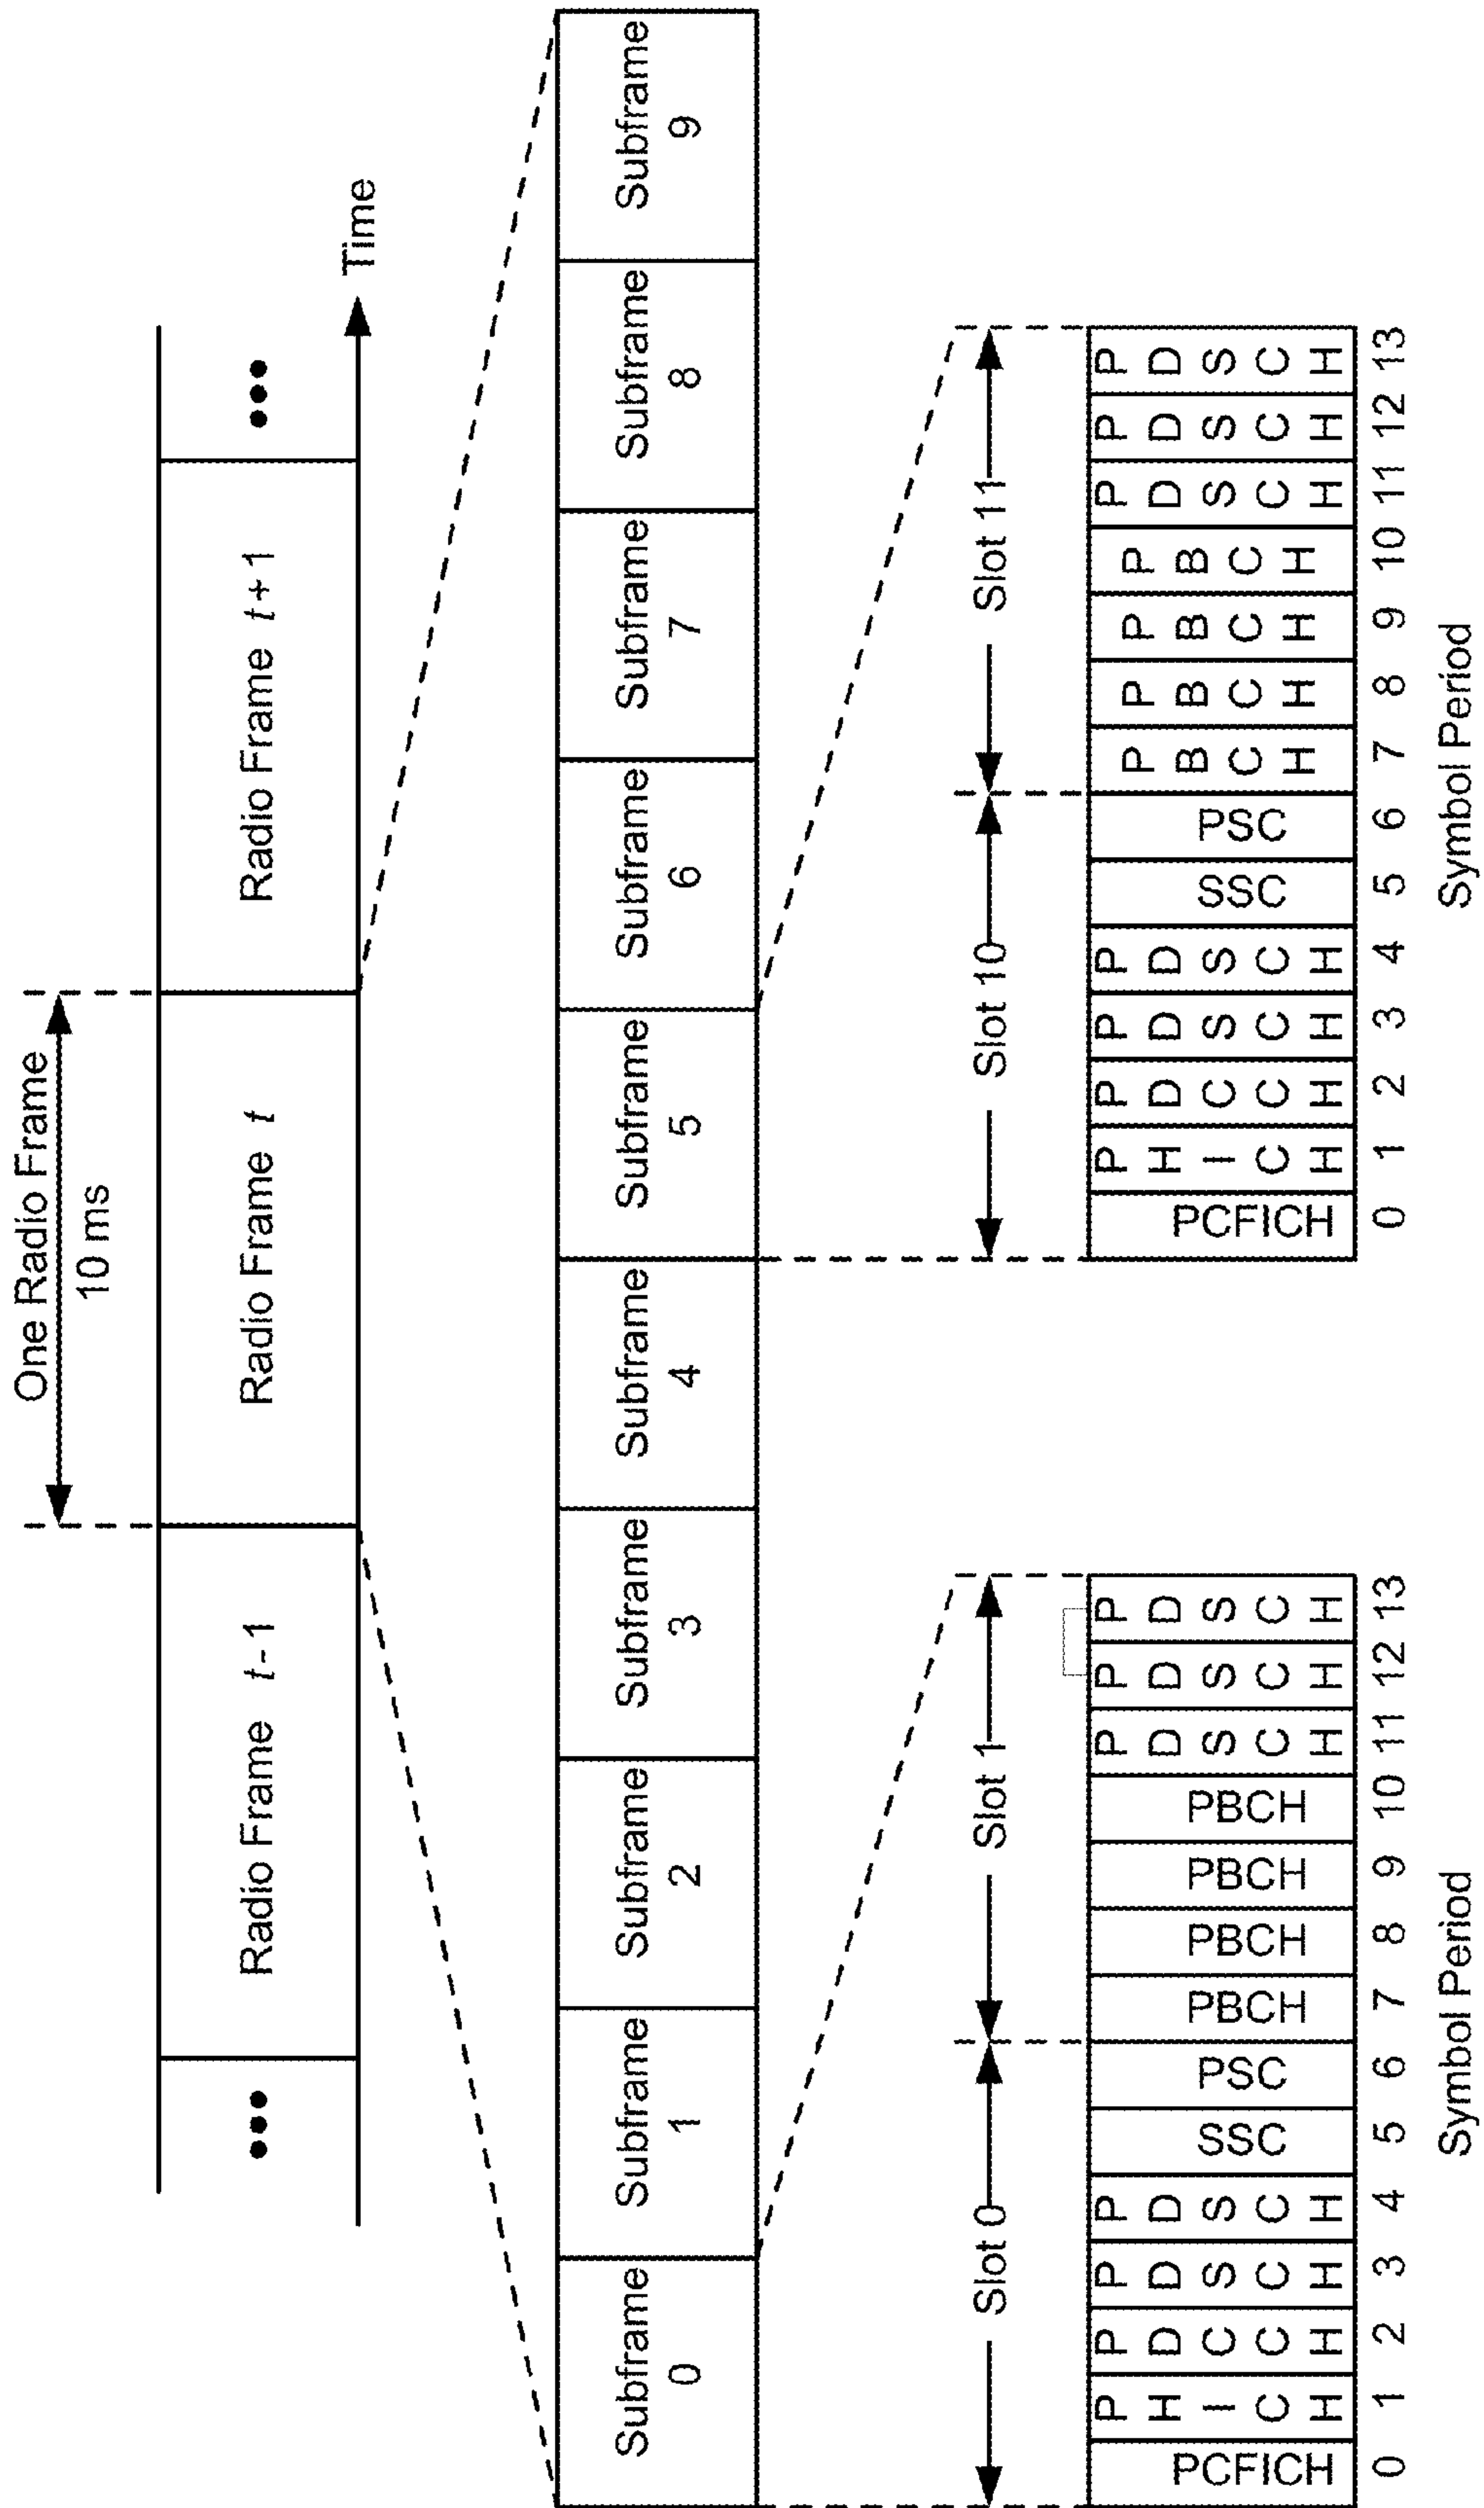 One Radio Frame
10 ms
••• Radio Frame t-1 Radio Frame t Radio Frame t+1 •••
Time
Subframe 0 Subframe 1 Subframe 2 Subframe 3 Subframe 4 Subframe 5 Subframe 6 Subframe 7 Subframe 8 Subframe 9
Slot 0 Slot 1 Slot 10 Slot 11
PCFICH PHICH PDCCH PDSCH PDSCH SSC PSC PBCH PBCH PBCH PBCH PDSCH PDSCH PDSCH
0 1 2 3 4 5 6 7 8 9 10 11 12 13
Symbol Period
PCFICH PHICH PDCCH PDSCH PDSCH SSC PSC PBCH PBCH PBCH PBCH PDSCH PDSCH PDSCH
0 1 2 3 4 5 6 7 8 9 10 11 12 13
Symbol Period